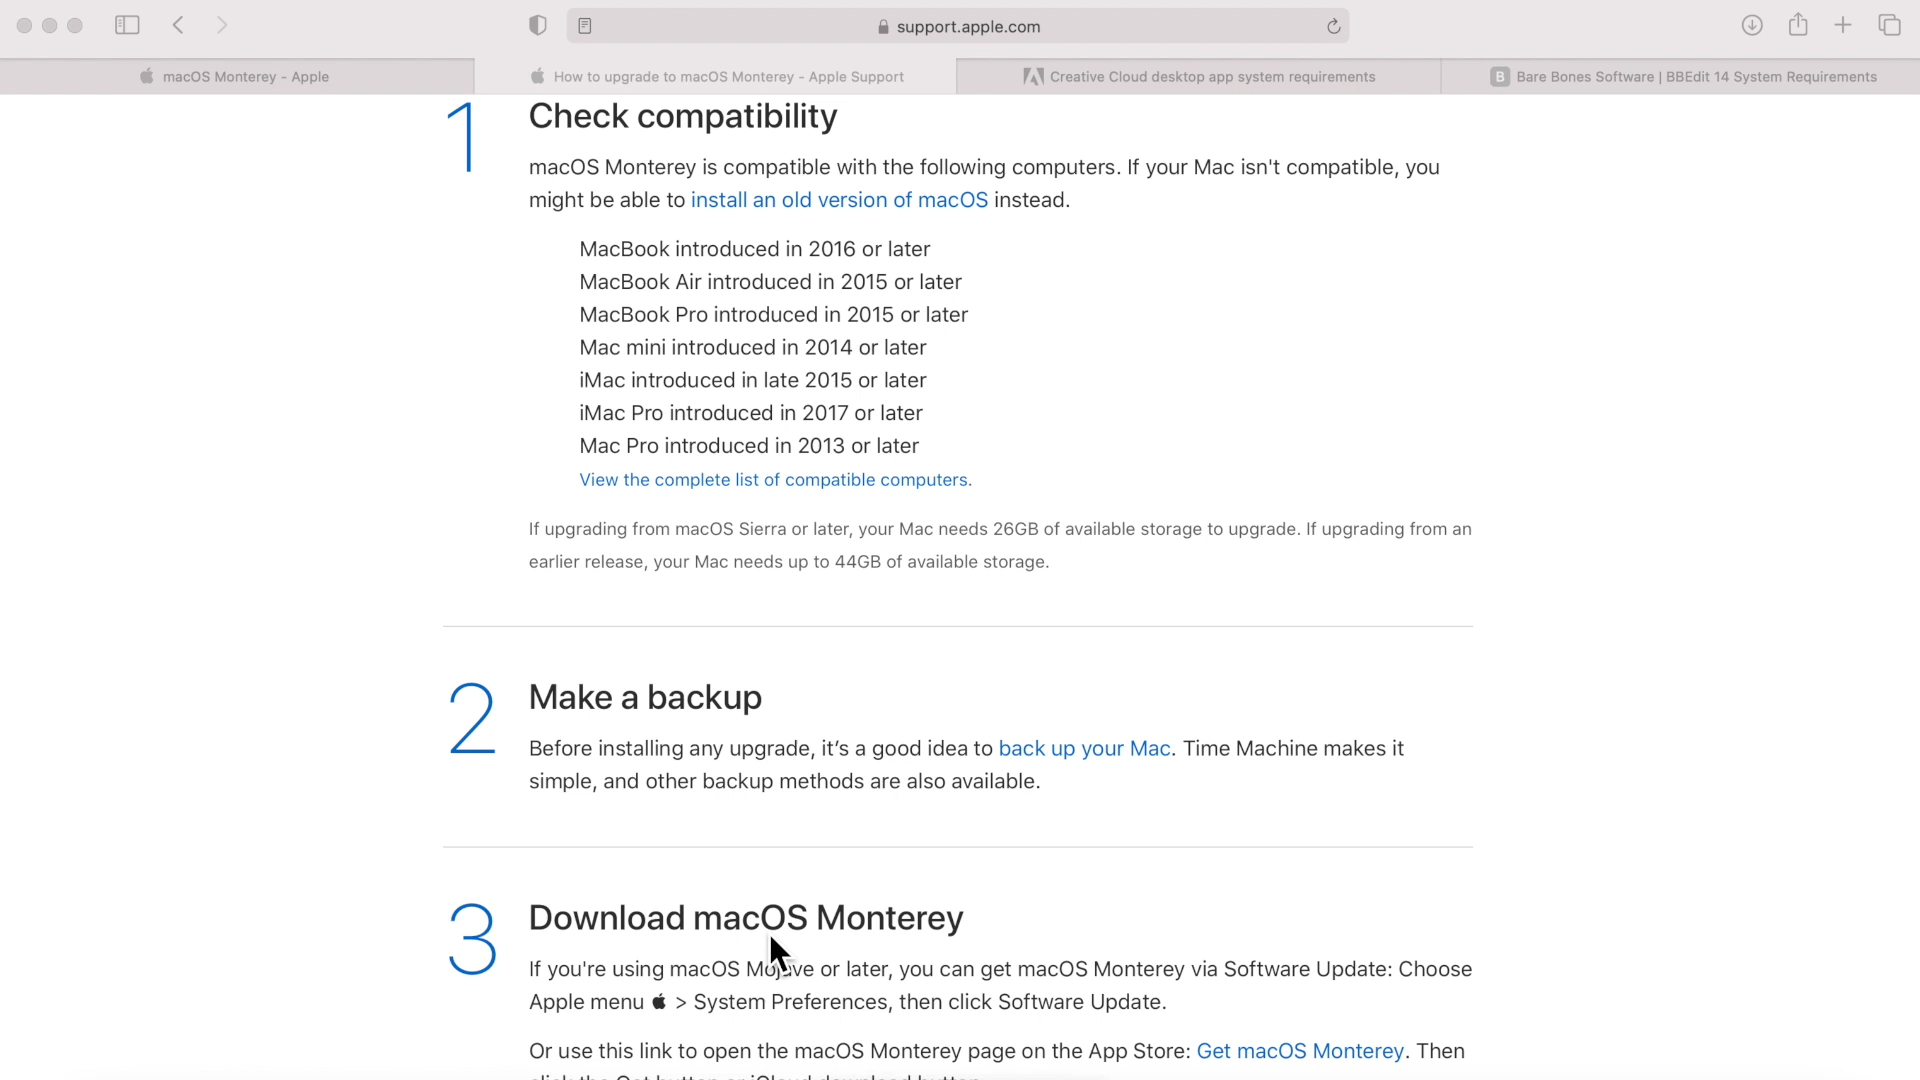 support.apple.com
macOS Monterey - Apple
How to upgrade to macOS Monterey - Apple Support
Creative Cloud desktop app system requirements
B Bare Bones Software | BBEdit 14 System Requirements
1 Check compatibility
macOS Monterey is compatible with the following computers. If your Mac isn't compatible, you
might be able to install an old version of macOS instead.
MacBook introduced in 2016 or later
MacBook Air introduced in 2015 or later
MacBook Pro introduced in 2015 or later
Mac mini introduced in 2014 or later
iMac introduced in late 2015 or later
iMac Pro introduced in 2017 or later
Mac Pro introduced in 2013 or later
View the complete list of compatible computers.
If upgrading from macOS Sierra or later, your Mac needs 26GB of available storage to upgrade. If upgrading from an
earlier release, your Mac needs up to 44GB of available storage.
2 Make a backup
Before installing any upgrade, it’s a good idea to back up your Mac. Time Machine makes it
simple, and other backup methods are also available.
3 Download macOS Monterey
If you're using macOS Mojave or later, you can get macOS Monterey via Software Update: Choose
Apple menu > System Preferences, then click Software Update.
Or use this link to open the macOS Monterey page on the App Store: Get macOS Monterey. Then